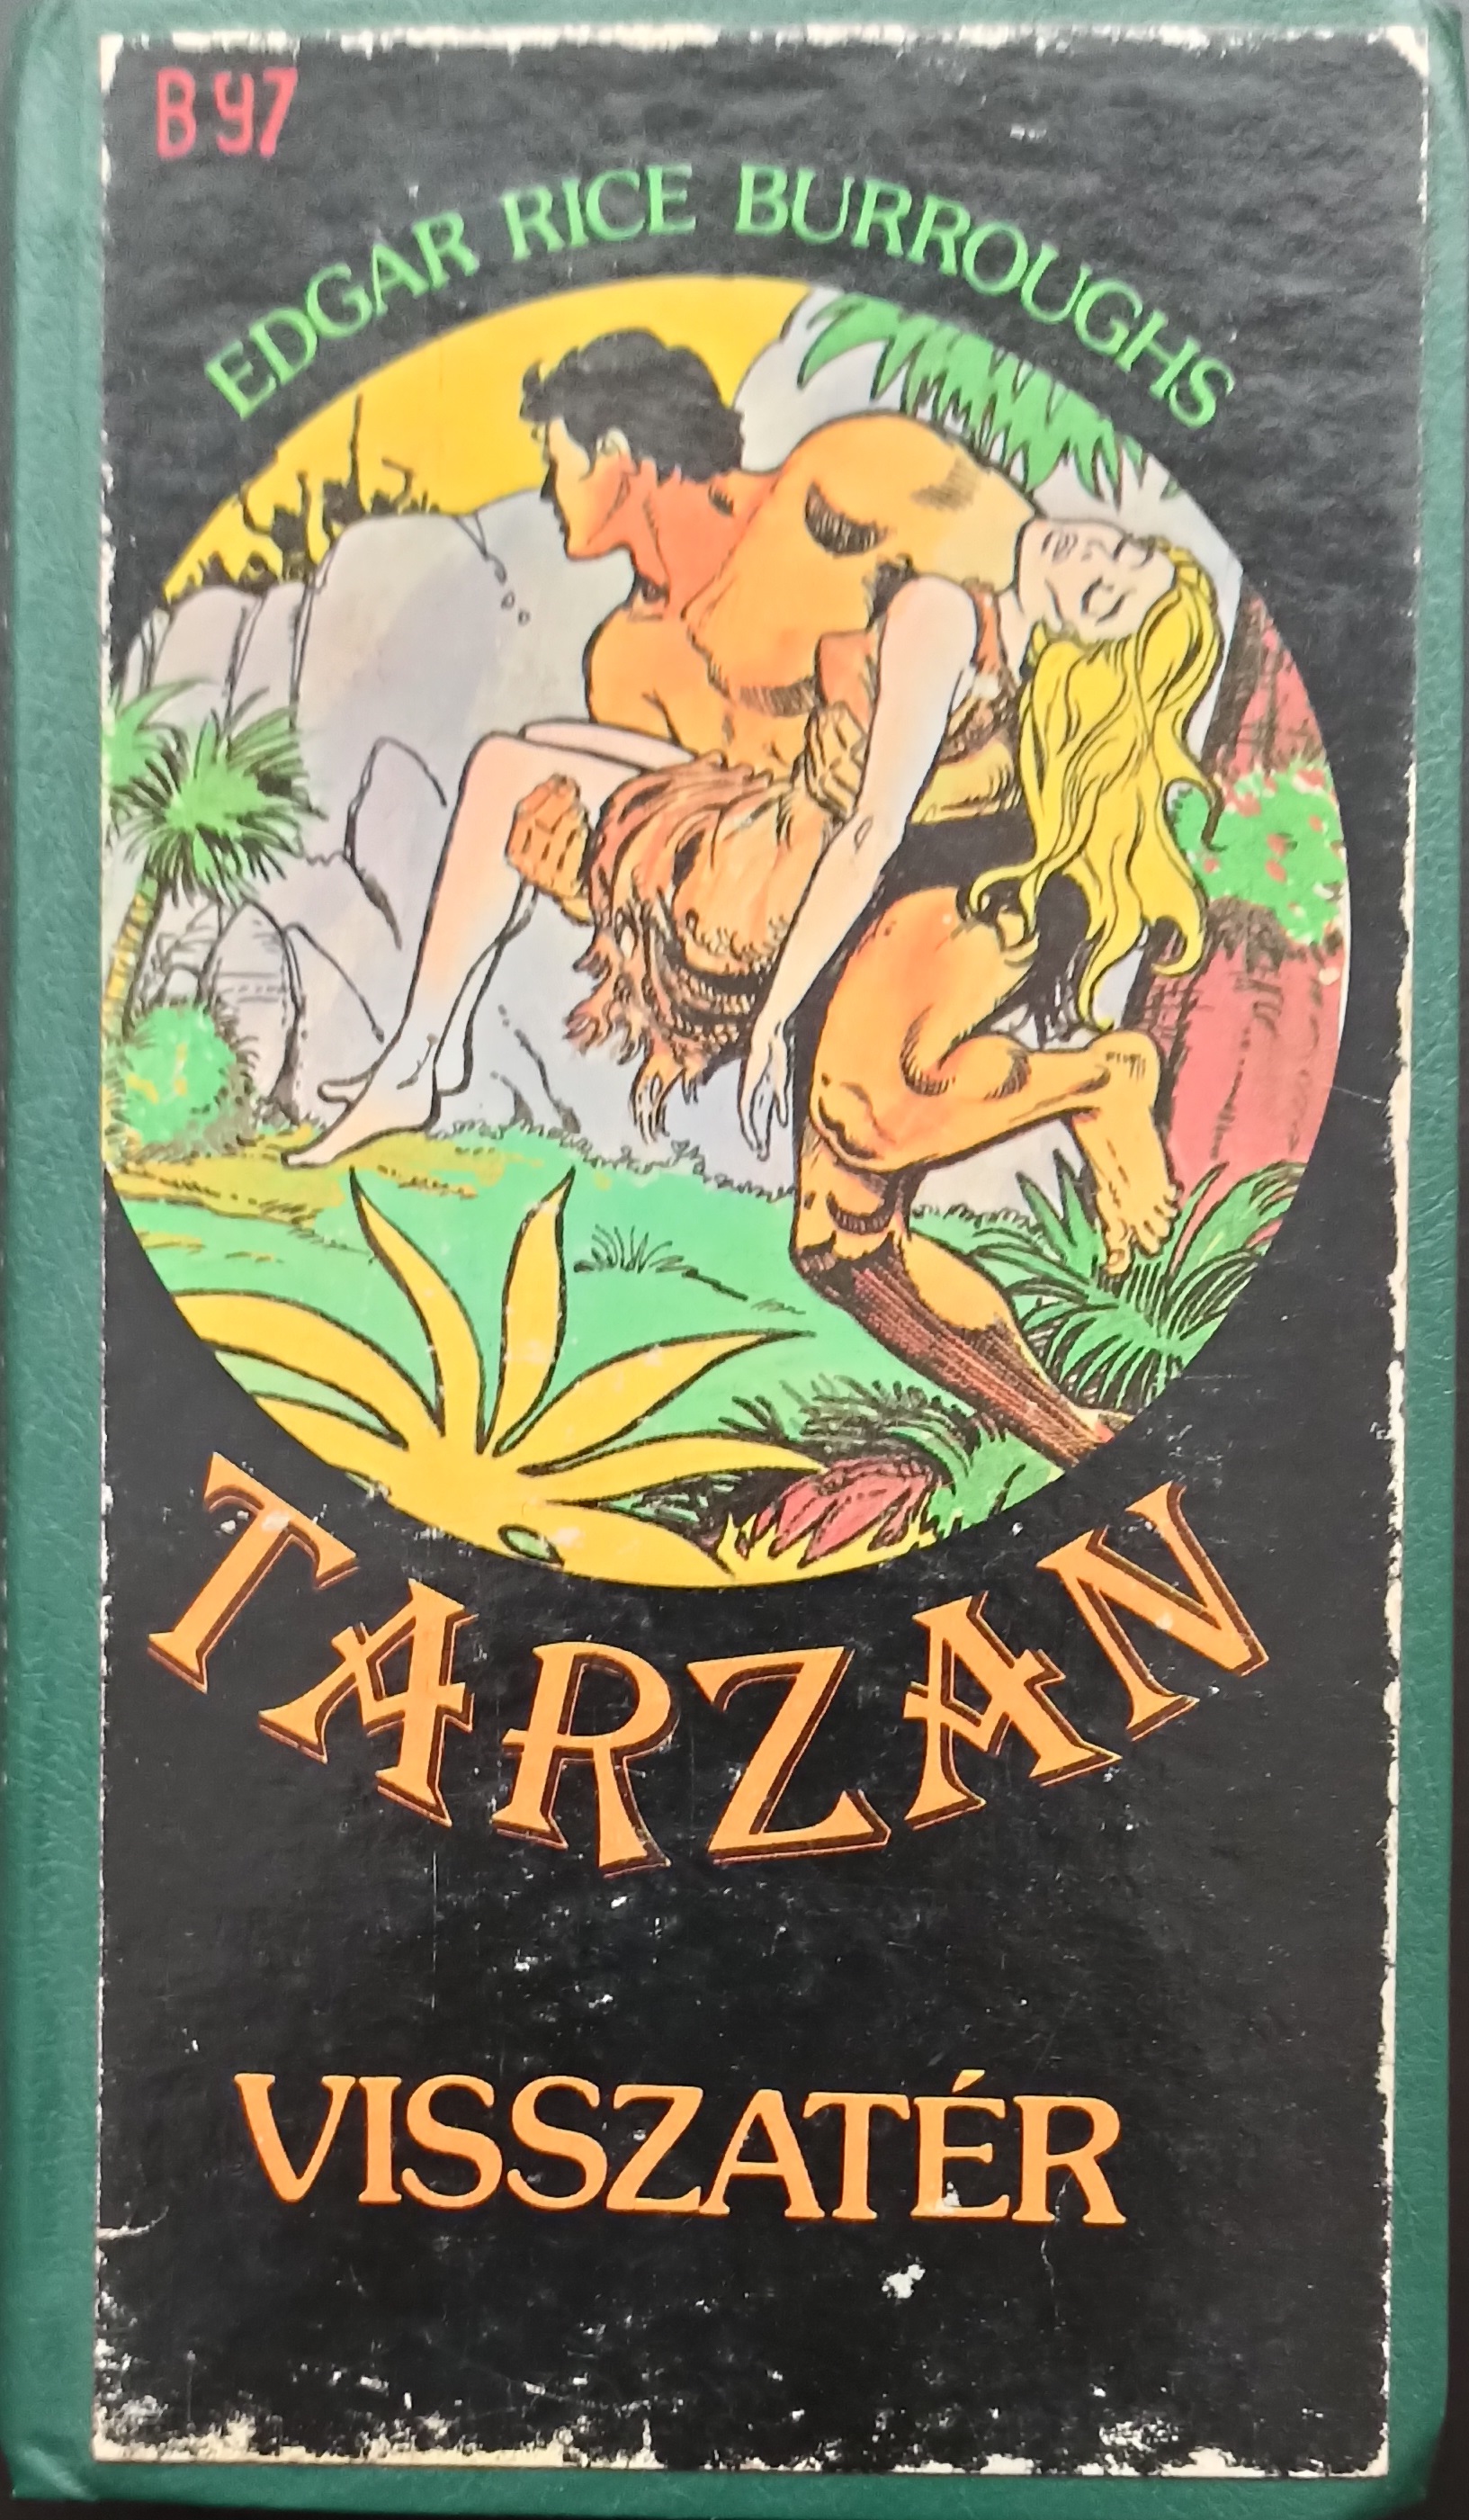 B 97
EDGAR RICE BURROUGHS
TARZAN
VISSZATÉR